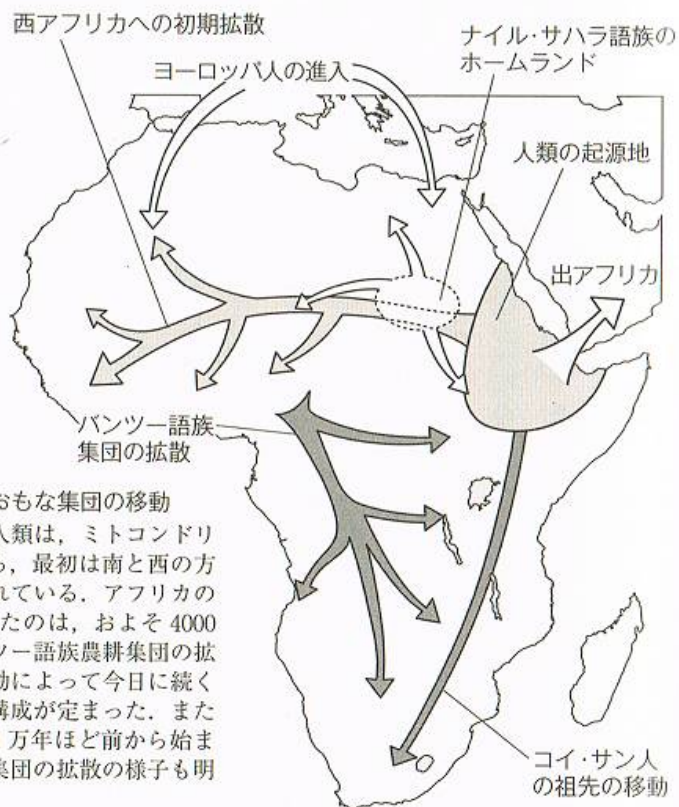 西アフリカへの初期拡散
ヨーロッパ人の進入
ナイル・サハラ語族の
ホームランド
人類の起源地
出アフリカ
バンツー語族
集団の拡散
おもな集団の移動
人類は，ミトコンドリ
ら，最初は南と西の方
れている．アフリカの
たのは，およそ 4000
ツー語族農耕集団の拡
動によって今日に続く
構成が定まった．また
万年ほど前から始ま
集団の拡散の様子も明
コイ・サン人
の祖先の移動